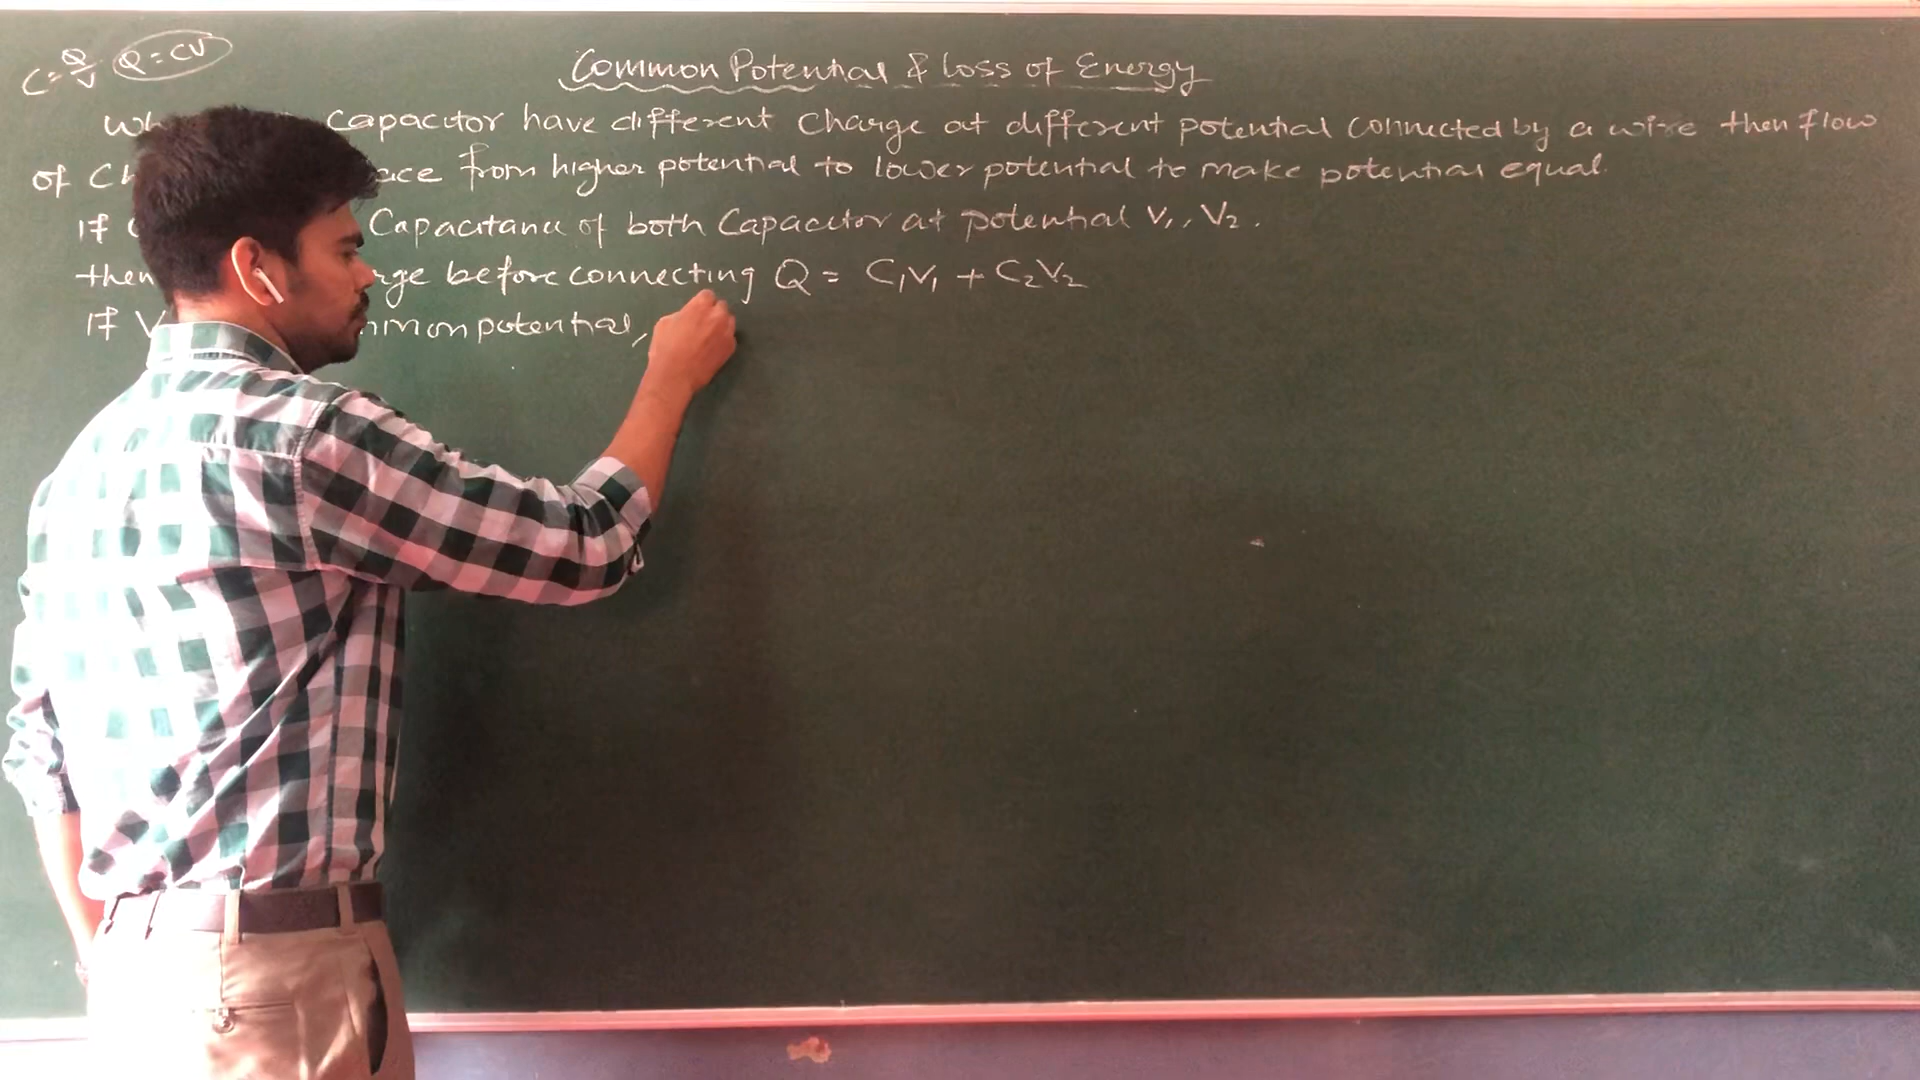 C = Q/V Q = CV
Common Potential & Loss of Energy
Capacitor have different Charge at different potential connected by a wire then flow
of from higher potential to lower potential to make potential equal.
If Capacitance of both Capacitor at potential V1, V2.
then before connecting Q = C1V1 + C2V2
If V potential,